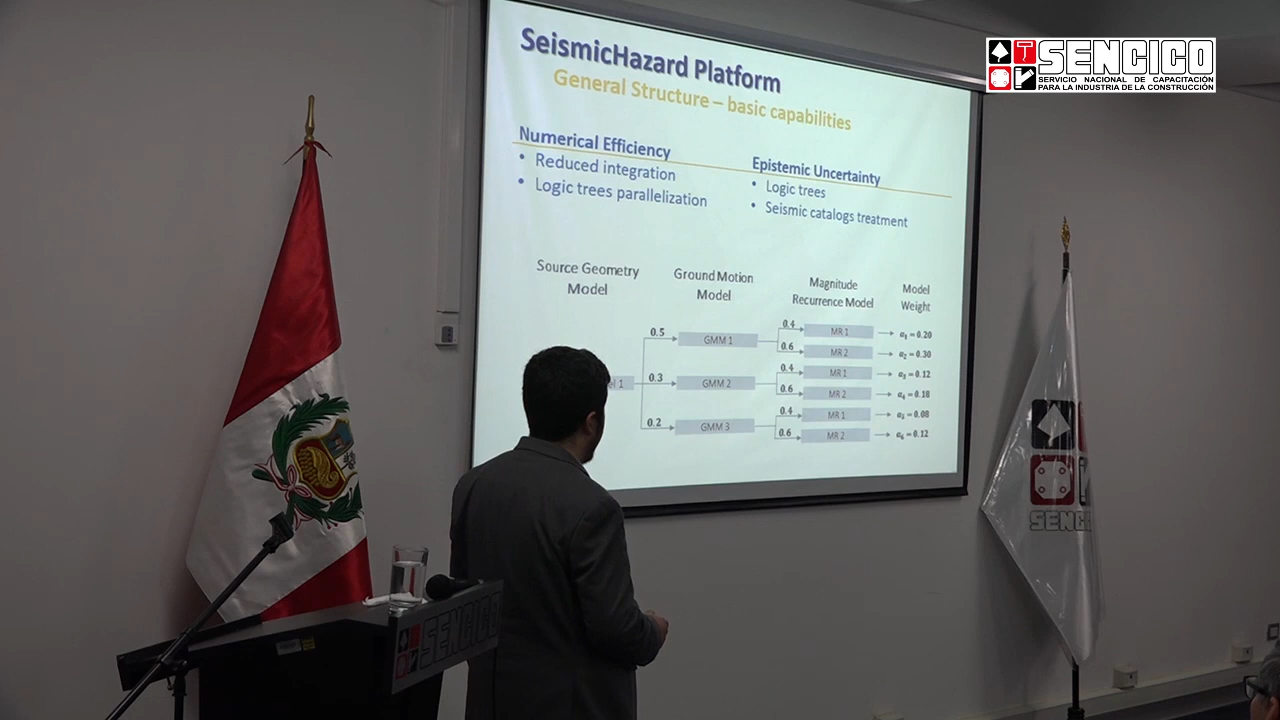 SENCICO
SERVICIO NACIONAL DE CAPACITACIÓN
PARA LA INDUSTRIA DE LA CONSTRUCCIÓN
SeismicHazard Platform
General Structure – basic capabilities
Numerical Efficiency
• Reduced integration
• Logic trees parallelization
Epistemic Uncertainty
• Logic trees
• Seismic catalogs treatment
Source Geometry
Model
Ground Motion
Model
Magnitude
Recurrence Model
Model
Weight
1
0.5
GMM 1
0.4
MR 1
a₁ = 0.20
0.6
MR 2
a₂ = 0.30
0.3
GMM 2
0.4
MR 1
a₃ = 0.12
0.6
MR 2
a₄ = 0.18
0.2
GMM 3
0.4
MR 1
a₅ = 0.08
0.6
MR 2
a₆ = 0.12
SENCICO
SENCI